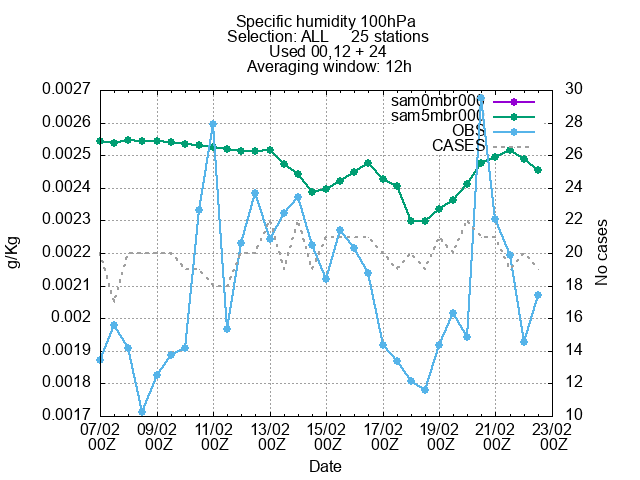 Specific humidity 100hPa
Selection: ALL 25 stations
Used 00,12 + 24
Averaging window: 12h
sam0mbr000
sam5mbr000
OBS
CASES
0.0027
0.0026
0.0025
0.0024
0.0023
0.0022
0.0021
0.002
0.0019
0.0018
0.0017
g/Kg
30
28
26
24
22
20
18
16
14
12
10
No cases
07/02 09/02 11/02 13/02 15/02 17/02 19/02 21/02 23/02
00Z 00Z 00Z 00Z 00Z 00Z 00Z 00Z 00Z
Date